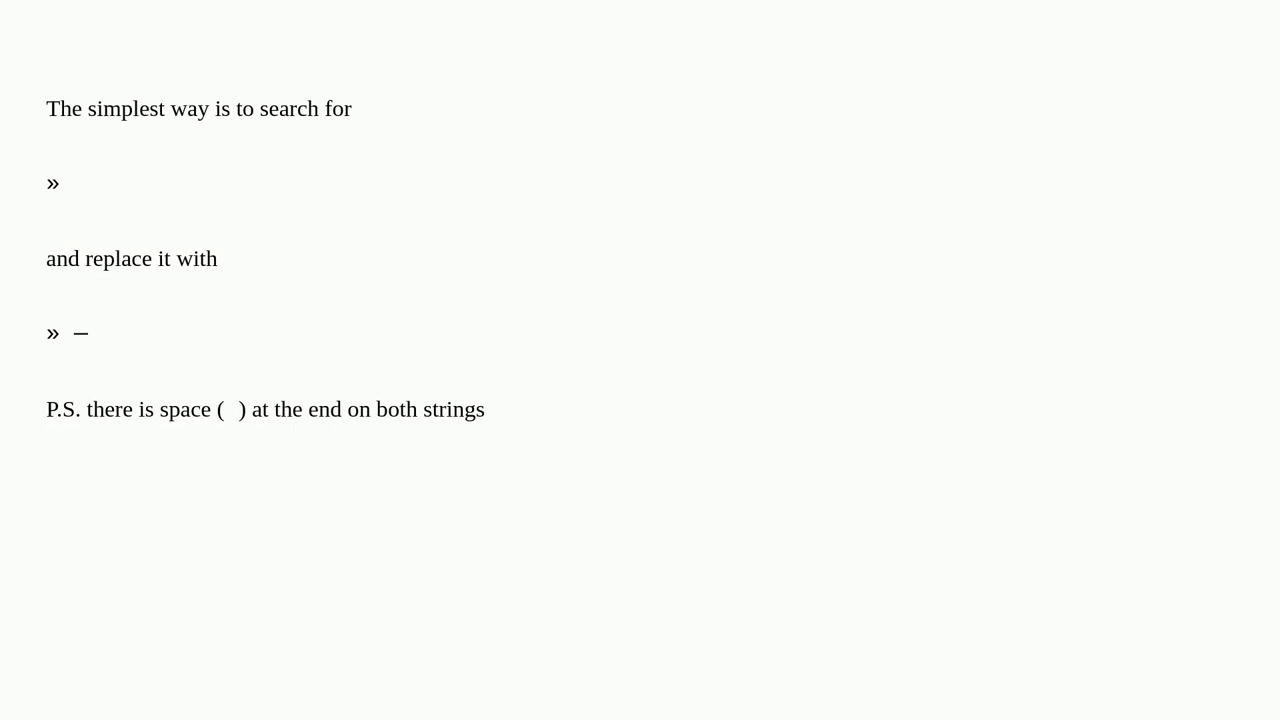 The simplest way is to search for
»
and replace it with
» —
P.S. there is space ( ) at the end on both strings